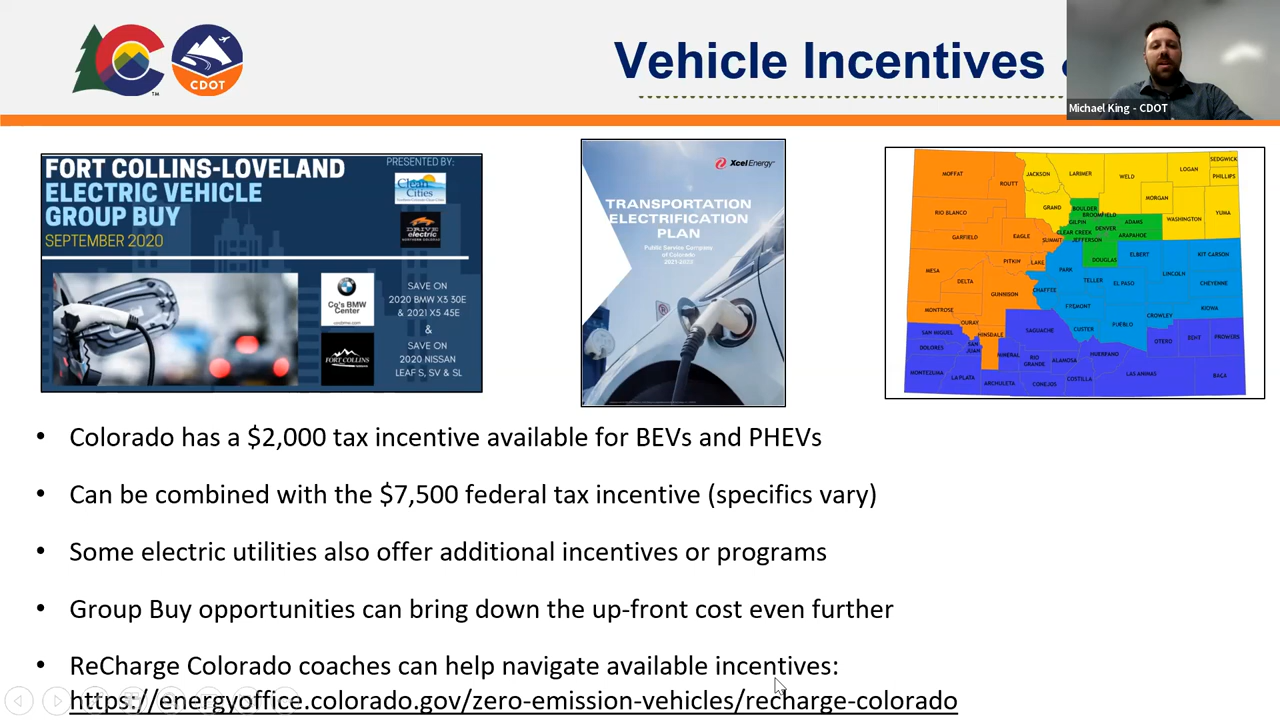 CDOT
Vehicle Incentives
Michael King - CDOT
FORT COLLINS-LOVELAND
ELECTRIC VEHICLE
GROUP BUY
SEPTEMBER 2020
PRESENTED BY:
Clean
Cities
DRIVE
electric
NORTHERN COLORADO
BMW
Co's BMW
Center
FORT COLLINS
SAVE ON
2020 BMW X3 30E
& 2021 X5 45E
&
SAVE ON
2020 NISSAN
LEAF S, SV & SL
Xcel Energy
TRANSPORTATION
ELECTRIFICATION
PLAN
Public Service Company
of Colorado
2021-2023
MOFFAT
ROUTT
JACKSON
LARIMER
WELD
LOGAN
SEDGWICK
PHILLIPS
MORGAN
GRAND
BOULDER
BROOMFIELD
GILPIN
ADAMS
WASHINGTON
YUMA
RIO BLANCO
CLEAR CREEK
DENVER
ARAPAHOE
JEFFERSON
GARFIELD
EAGLE
SUMMIT
DOUGLAS
ELBERT
KIT CARSON
PITKIN
LAKE
PARK
LINCOLN
MESA
DELTA
TELLER
EL PASO
CHEYENNE
GUNNISON
CHAFFEE
FREMONT
KIOWA
MONTROSE
CROWLEY
OURAY
PUEBLO
SAN MIGUEL
HINSDALE
SAGUACHE
CUSTER
OTERO
BENT
PROWERS
DOLORES
SAN
JUAN
MINERAL
RIO
GRANDE
ALAMOSA
HUERFANO
MONTEZUMA
LA PLATA
ARCHULETA
CONEJOS
COSTILLA
LAS ANIMAS
BACA
• Colorado has a $2,000 tax incentive available for BEVs and PHEVs
• Can be combined with the $7,500 federal tax incentive (specifics vary)
• Some electric utilities also offer additional incentives or programs
• Group Buy opportunities can bring down the up-front cost even further
• ReCharge Colorado coaches can help navigate available incentives:
https://energyoffice.colorado.gov/zero-emission-vehicles/recharge-colorado